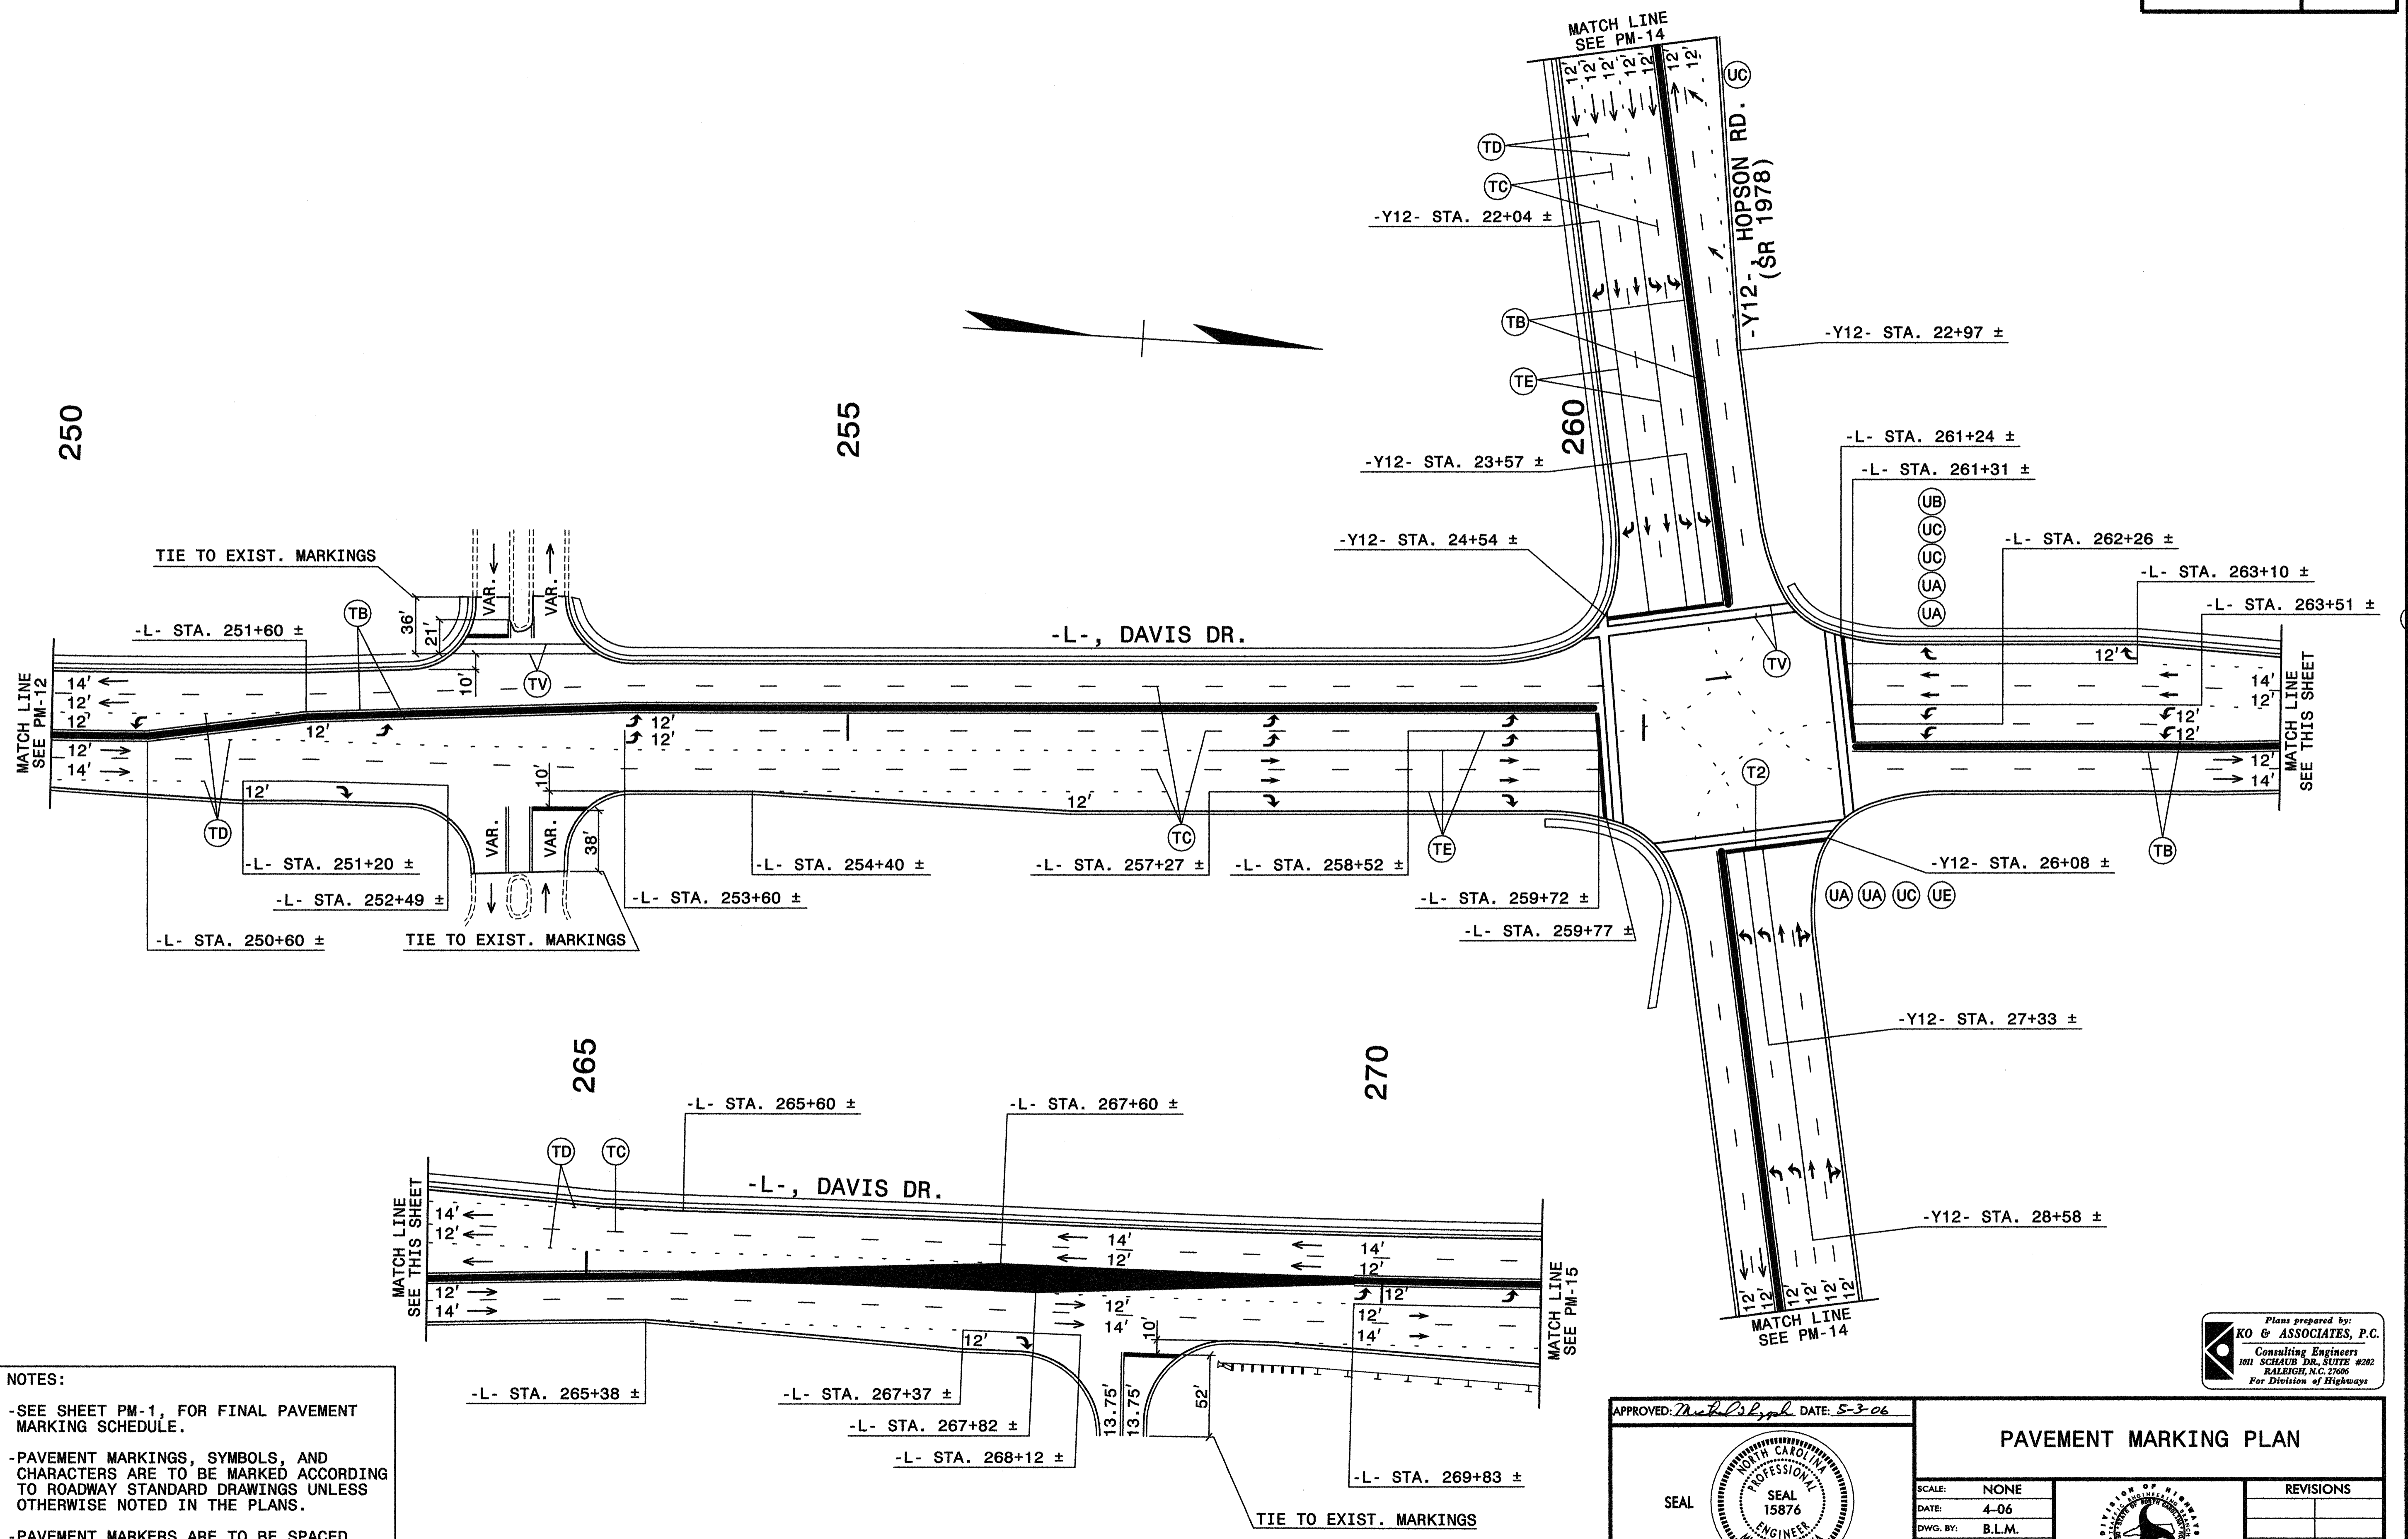 MATCH LINE
SEE PM-14
12' 12' 12' 12' 12' 12' 12'
UC
TD
TC
-Y12- STA. 22+04 ±
-Y12-, HOPSON RD.
(SR 1978)
TB
-Y12- STA. 22+97 ±
TE
250
255
260
-L- STA. 261+24 ±
-Y12- STA. 23+57 ±
-L- STA. 261+31 ±
UB
UC
UC
UA
UA
-Y12- STA. 24+54 ±
-L- STA. 262+26 ±
TIE TO EXIST. MARKINGS
-L- STA. 263+10 ±
-L- STA. 263+51 ±
VAR.
VAR.
36'
21'
TB
-L- STA. 251+60 ±
-L-, DAVIS DR.
10'
TV
TV
MATCH LINE
SEE PM-12
14'
12'
12'
12'
14'
12'
12'
12'
12'
14'
12'
12'
12'
12'
14'
MATCH LINE
SEE THIS SHEET
T2
12'
10'
12'
TD
VAR.
VAR.
38'
TC
TE
TB
-L- STA. 251+20 ±
-L- STA. 254+40 ±
-L- STA. 257+27 ±
-L- STA. 258+52 ±
-Y12- STA. 26+08 ±
-L- STA. 252+49 ±
-L- STA. 253+60 ±
-L- STA. 259+72 ±
UA UA UC UE
-L- STA. 250+60 ±
TIE TO EXIST. MARKINGS
-L- STA. 259+77 ±
-Y12- STA. 27+33 ±
265
270
-L- STA. 265+60 ±
-L- STA. 267+60 ±
TD
TC
-L-, DAVIS DR.
-Y12- STA. 28+58 ±
MATCH LINE
SEE THIS SHEET
14'
12'
12'
14'
14'
12'
12'
14'
14'
12'
12'
12'
14'
MATCH LINE
SEE PM-15
12' 12' 12' 12' 12' 12'
MATCH LINE
SEE PM-14
12'
10'
13.75'
13.75'
52'
-L- STA. 265+38 ±
-L- STA. 267+37 ±
-L- STA. 267+82 ±
-L- STA. 268+12 ±
-L- STA. 269+83 ±
TIE TO EXIST. MARKINGS
NOTES:
-SEE SHEET PM-1, FOR FINAL PAVEMENT
MARKING SCHEDULE.
-PAVEMENT MARKINGS, SYMBOLS, AND
CHARACTERS ARE TO BE MARKED ACCORDING
TO ROADWAY STANDARD DRAWINGS UNLESS
OTHERWISE NOTED IN THE PLANS.
-PAVEMENT MARKERS ARE TO BE SPACED
Plans prepared by:
KO & ASSOCIATES, P.C.
Consulting Engineers
1011 SCHAUB DR., SUITE #202
RALEIGH, N.C. 27606
For Division of Highways
APPROVED: DATE: 5-3-06
SEAL
NORTH CAROLINA
PROFESSIONAL
SEAL
15876
ENGINEER
PAVEMENT MARKING PLAN
SCALE: NONE
DATE: 4-06
DWG. BY: B.L.M.
DIVISION OF HIGHWAYS
REVISIONS